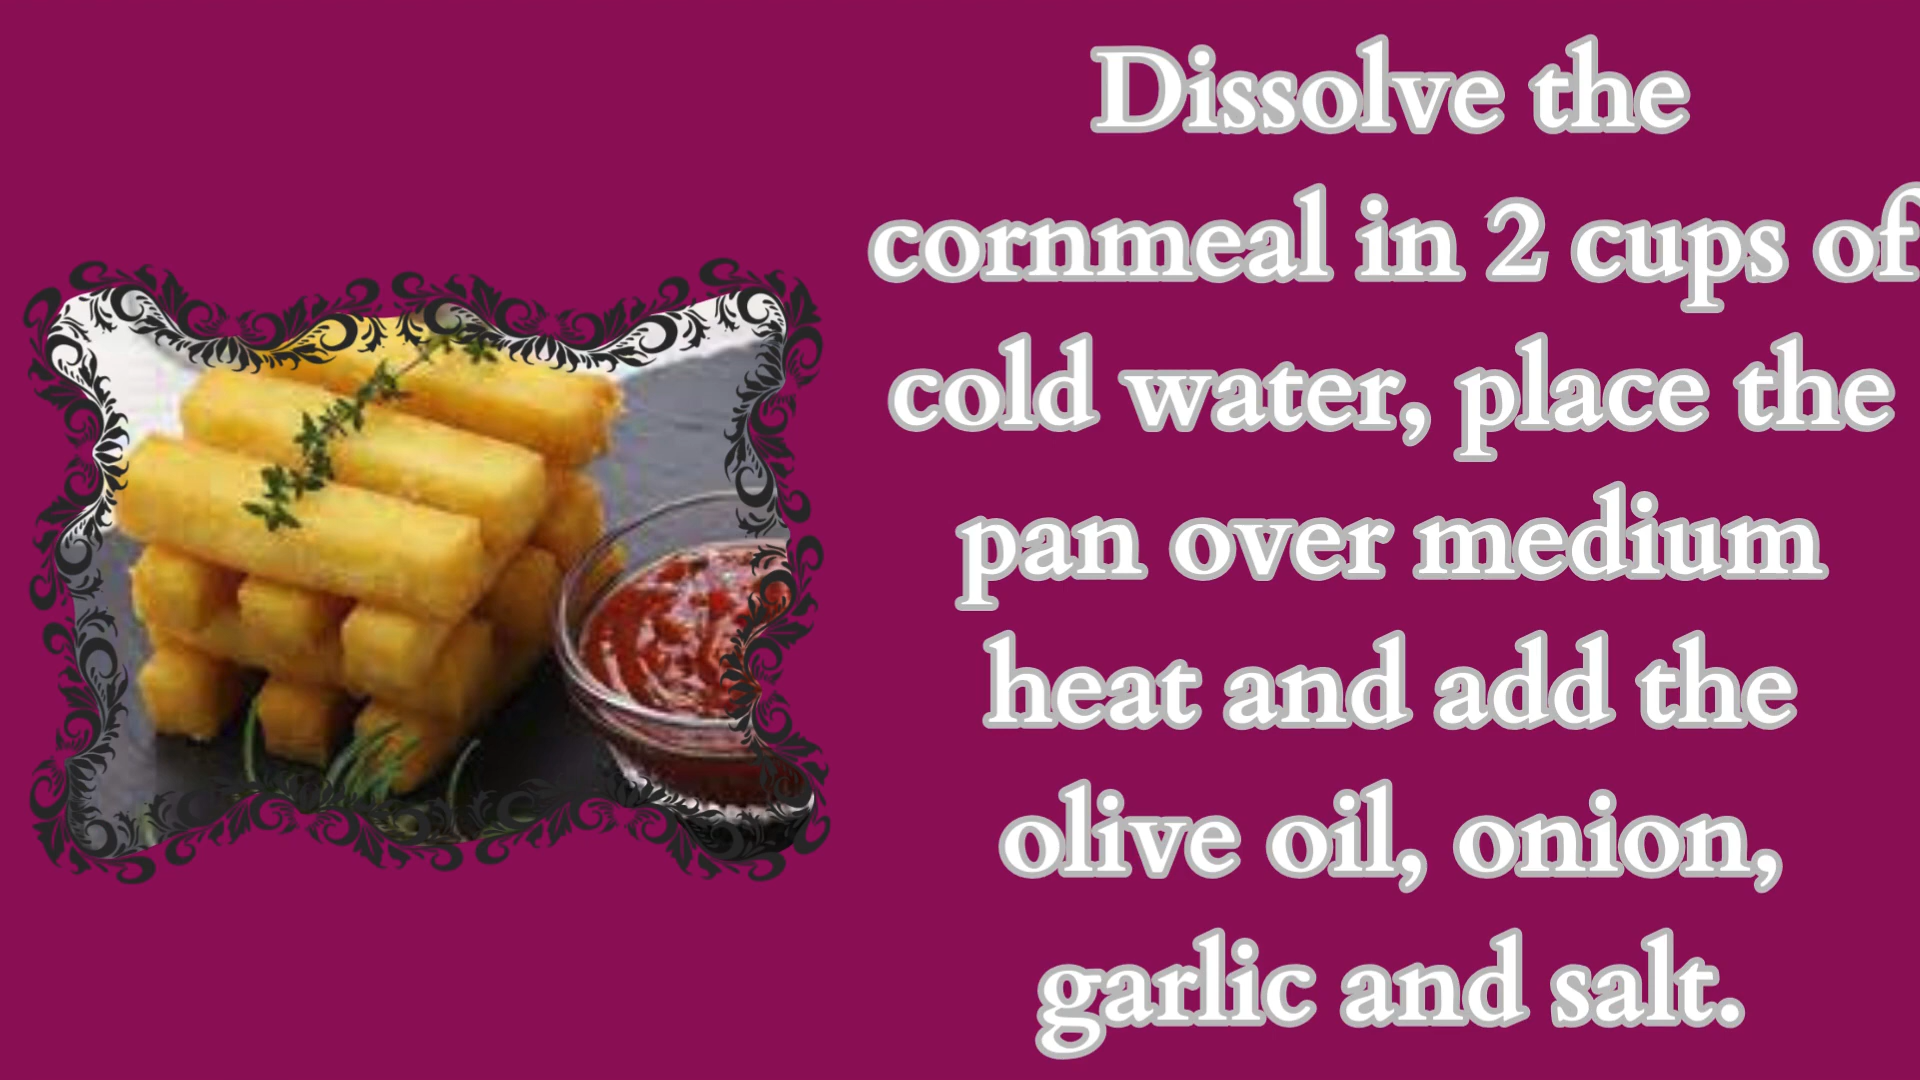 Dissolve the
cornmeal in 2 cups of
cold water, place the
pan over medium
heat and add the
olive oil, onion,
garlic and salt.